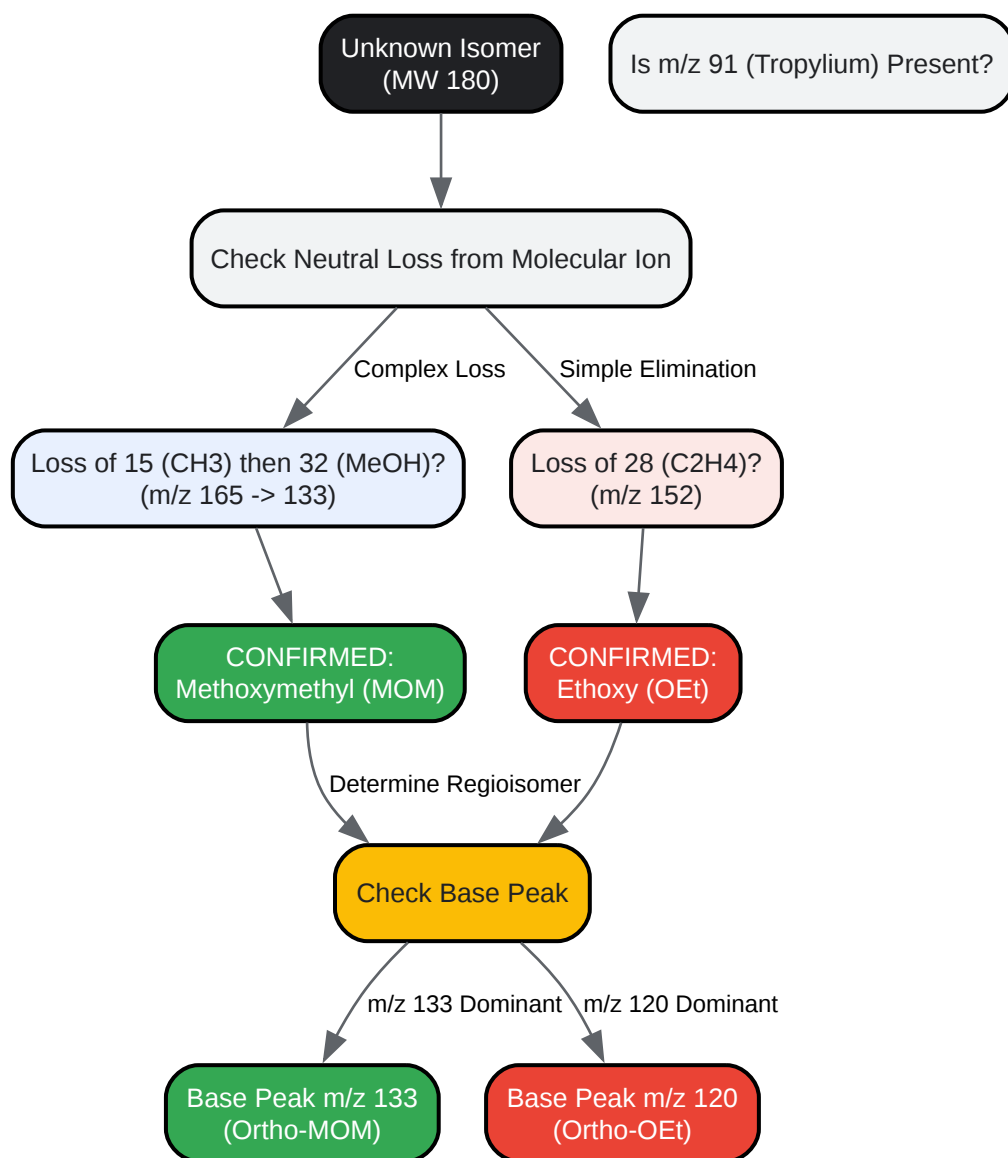 Unknown Isomer
(MW 180)
Is m/z 91 (Tropylium) Present?
Check Neutral Loss from Molecular Ion
Complex Loss
Simple Elimination
Loss of 15 (CH3) then 32 (MeOH)?
(m/z 165 -> 133)
Loss of 28 (C2H4)?
(m/z 152)
CONFIRMED:
Methoxymethyl (MOM)
CONFIRMED:
Ethoxy (OEt)
Determine Regioisomer
Check Base Peak
m/z 133 Dominant
m/z 120 Dominant
Base Peak m/z 133
(Ortho-MOM)
Base Peak m/z 120
(Ortho-OEt)